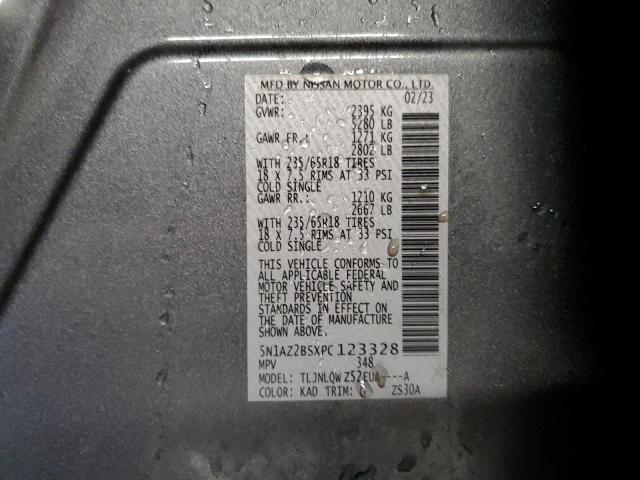 MFD BY NISSAN MOTOR CO., LTD.
DATE: 02/23
GVWR: 2395 KG
5280 LB
GAWR FR.: 1271 KG
2802 LB
WITH 235/65R18 TIRES
18 X 7.5 RIMS AT 33 PSI
COLD SINGLE
GAWR RR.: 1210 KG
2667 LB
WITH 235/65R18 TIRES
18 X 7.5 RIMS AT 33 PSI
COLD SINGLE
THIS VEHICLE CONFORMS TO
ALL APPLICABLE FEDERAL
MOTOR VEHICLE SAFETY AND
THEFT PREVENTION
STANDARDS IN EFFECT ON
THE DATE OF MANUFACTURE
SHOWN ABOVE.
5N1AZ2BSXPC123328
MPV 348
MODEL: TLJNLQW Z52EUA----A
COLOR: KAD TRIM: ZS30A